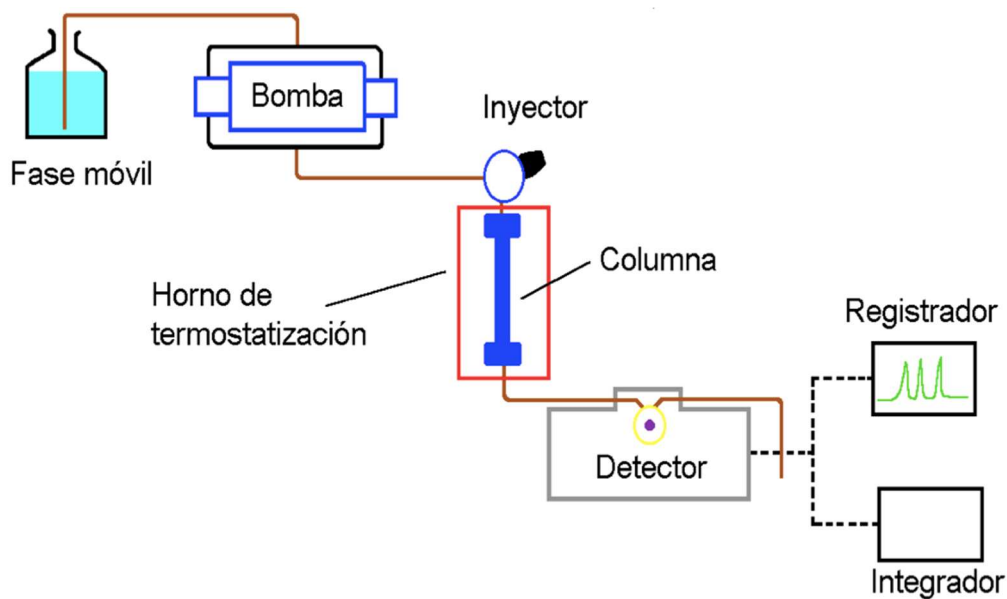 Bomba
Inyector
Fase móvil
Columna
Horno de
termostatización
Registrador
Detector
Integrador